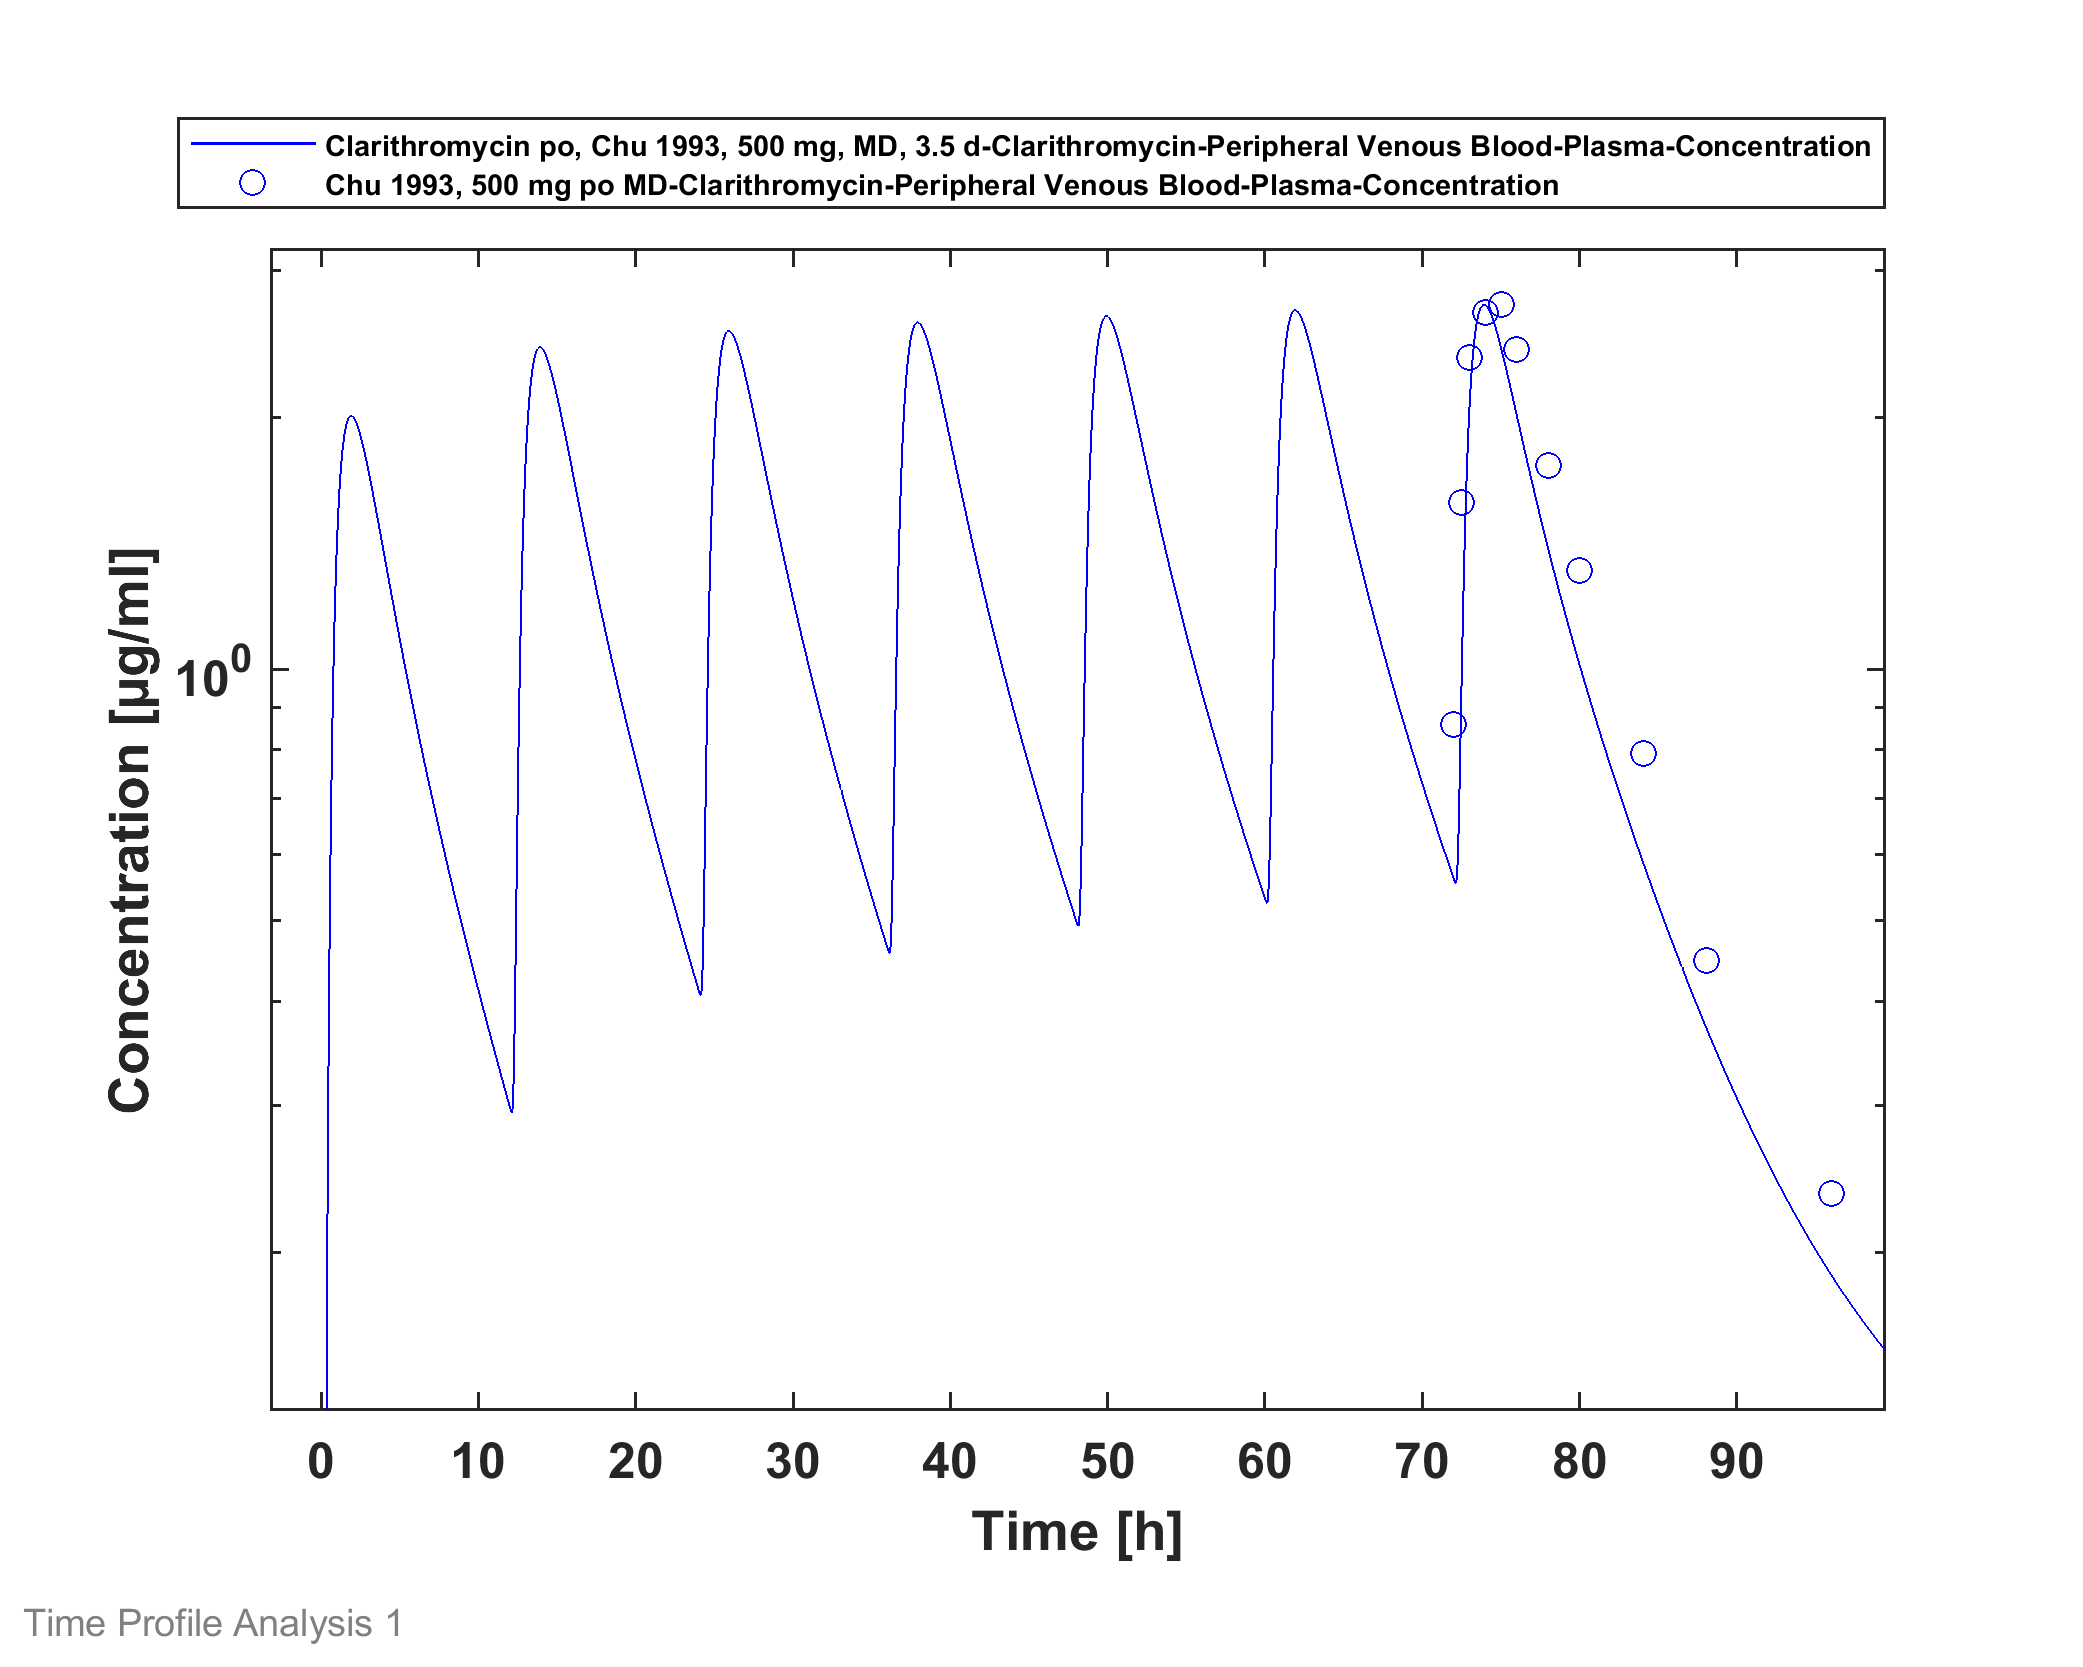 Clarithromycin po, Chu 1993, 500 mg, MD, 3.5 d-Clarithromycin-Peripheral Venous Blood-Plasma-Concentration
Chu 1993, 500 mg po MD-Clarithromycin-Peripheral Venous Blood-Plasma-Concentration
Concentration [µg/ml]
10⁰
0 10 20 30 40 50 60 70 80 90
Time [h]
Time Profile Analysis 1